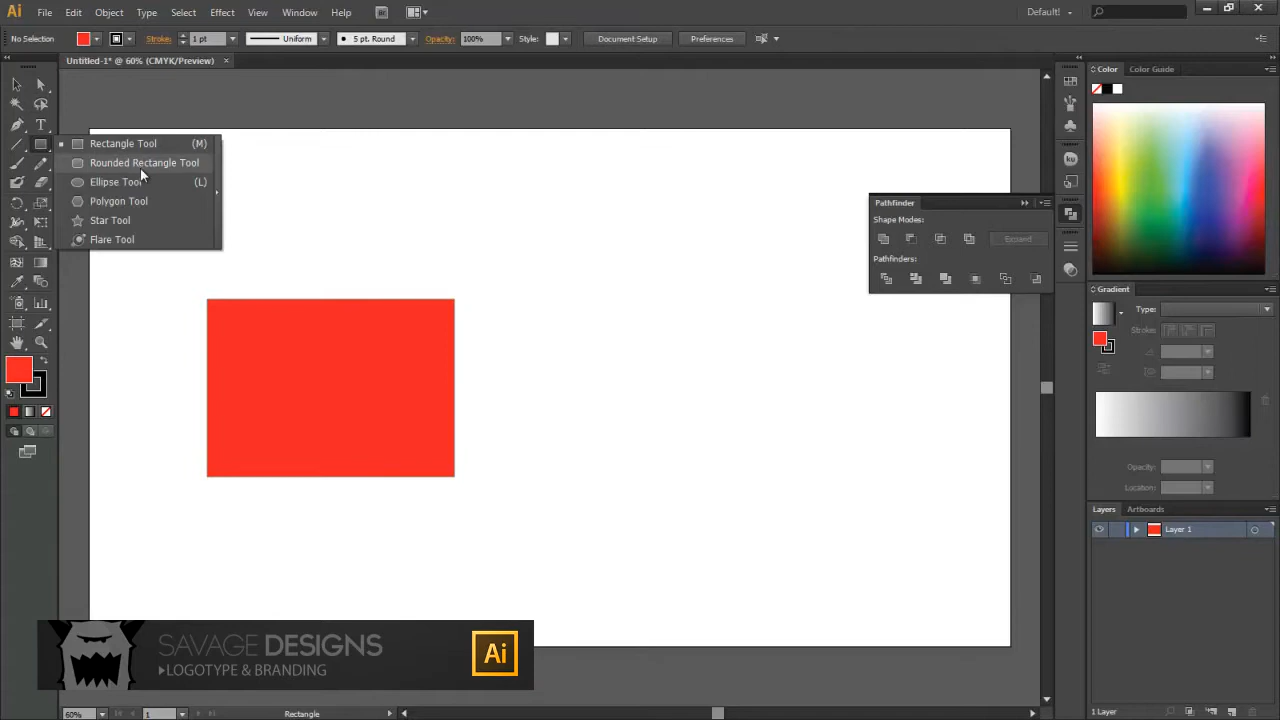 Ai File Edit Object Type Select Effect View Window Help Br Default!
No Selection Stroke: 1 pt Uniform 5 pt. Round Opacity: 100% Style: Document Setup Preferences
Untitled-1* @ 60% (CMYK/Preview) ×
Color Color Guide
Rectangle Tool (M)
Rounded Rectangle Tool
Ellipse Tool (L)
Polygon Tool
Star Tool
Flare Tool
ku
Pathfinder
Shape Modes:
Expand
Pathfinders:
Gradient
Type:
Stroke:
Opacity:
Location:
Layers Artboards
Layer 1
SAVAGE DESIGNS
LOGOTYPE & BRANDING
Ai
60% 1 Rectangle
1 Layer